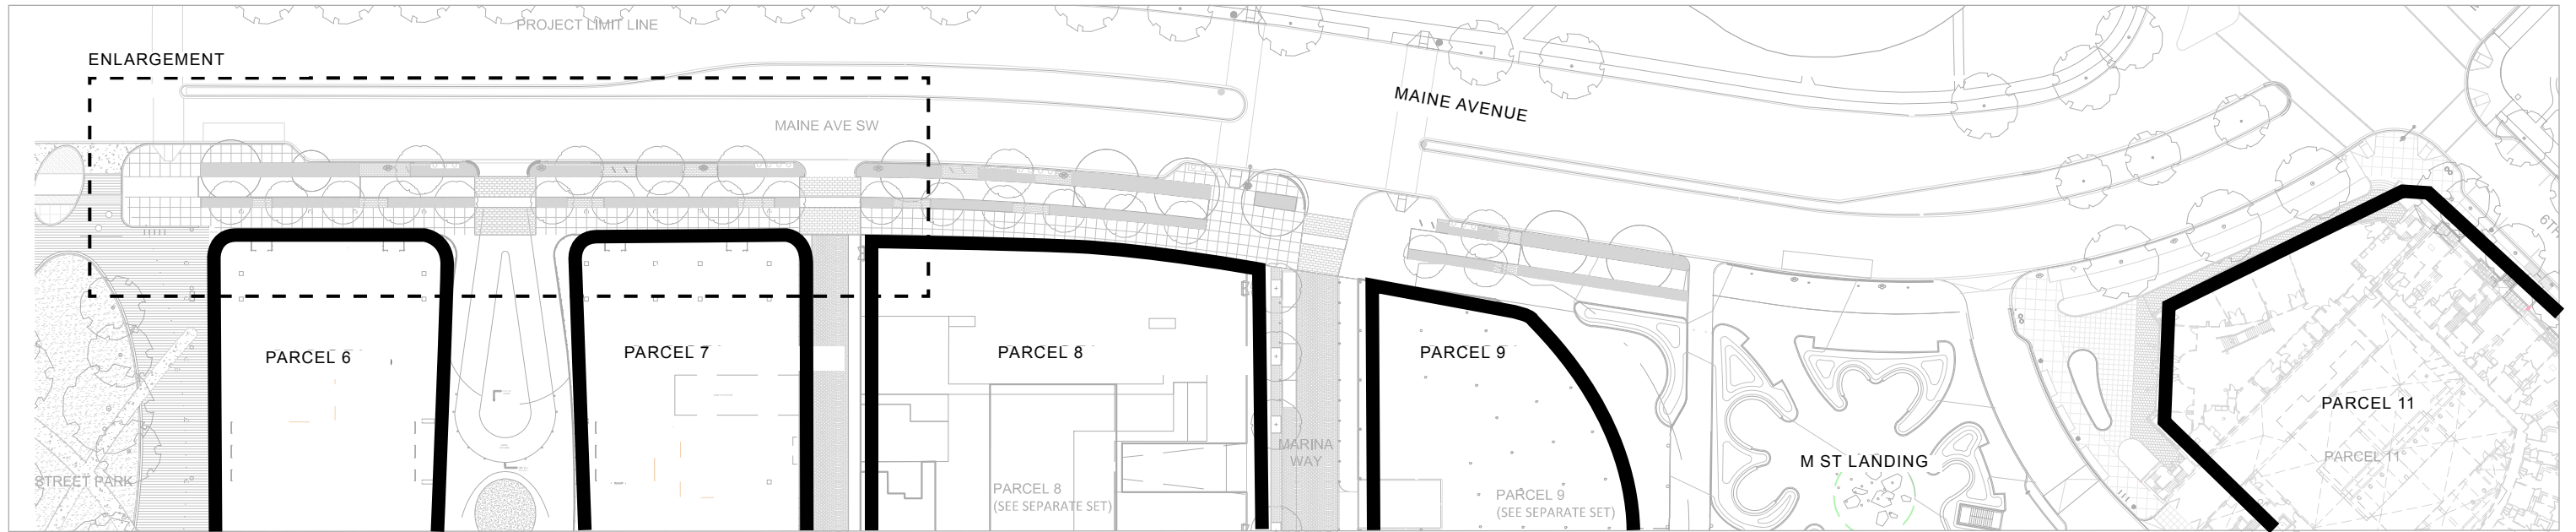 PROJECT LIMIT LINE
ENLARGEMENT
MAINE AVENUE
MAINE AVE SW
6TH
PARCEL 6
PARCEL 7
PARCEL 8
PARCEL 9
PARCEL 11
MARINA
WAY
M ST LANDING
PARCEL 11
STREET PARK
PARCEL 8
(SEE SEPARATE SET)
PARCEL 9
(SEE SEPARATE SET)